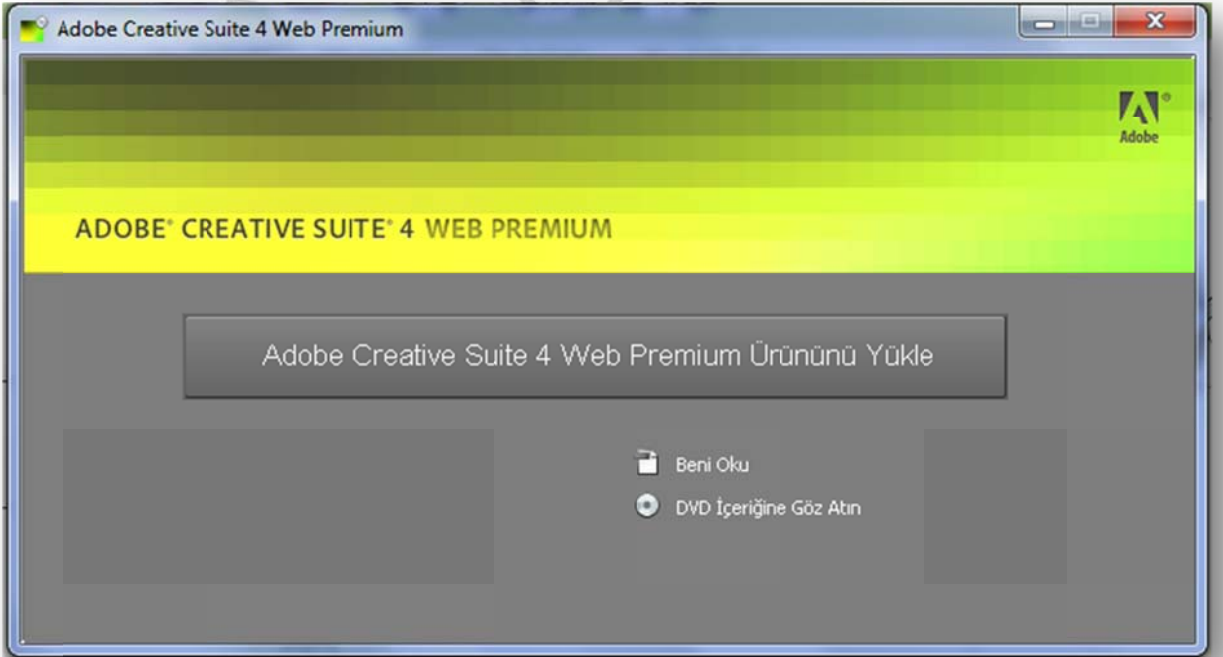 Adobe Creative Suite 4 Web Premium
Adobe
ADOBE® CREATIVE SUITE® 4 WEB PREMIUM
Adobe Creative Suite 4 Web Premium Ürününü Yükle
Beni Oku
DVD İçeriğine Göz Atın